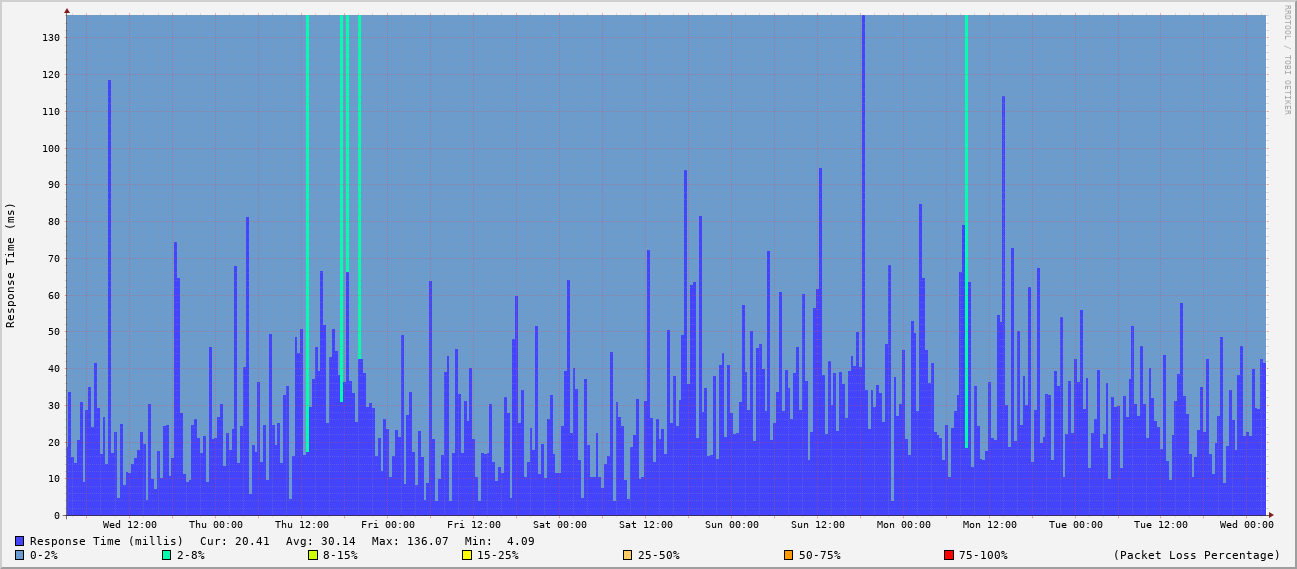 RRDTOOL / TOBI OETIKER
Response Time (ms)
130
120
110
100
90
80
70
60
50
40
30
20
10
0
Wed 12:00 Thu 00:00 Thu 12:00 Fri 00:00 Fri 12:00 Sat 00:00 Sat 12:00 Sun 00:00 Sun 12:00 Mon 00:00 Mon 12:00 Tue 00:00 Tue 12:00 Wed 00:00
Response Time (millis) Cur: 20.41 Avg: 30.14 Max: 136.07 Min: 4.09
0-2% 2-8% 8-15% 15-25% 25-50% 50-75% 75-100% (Packet Loss Percentage)